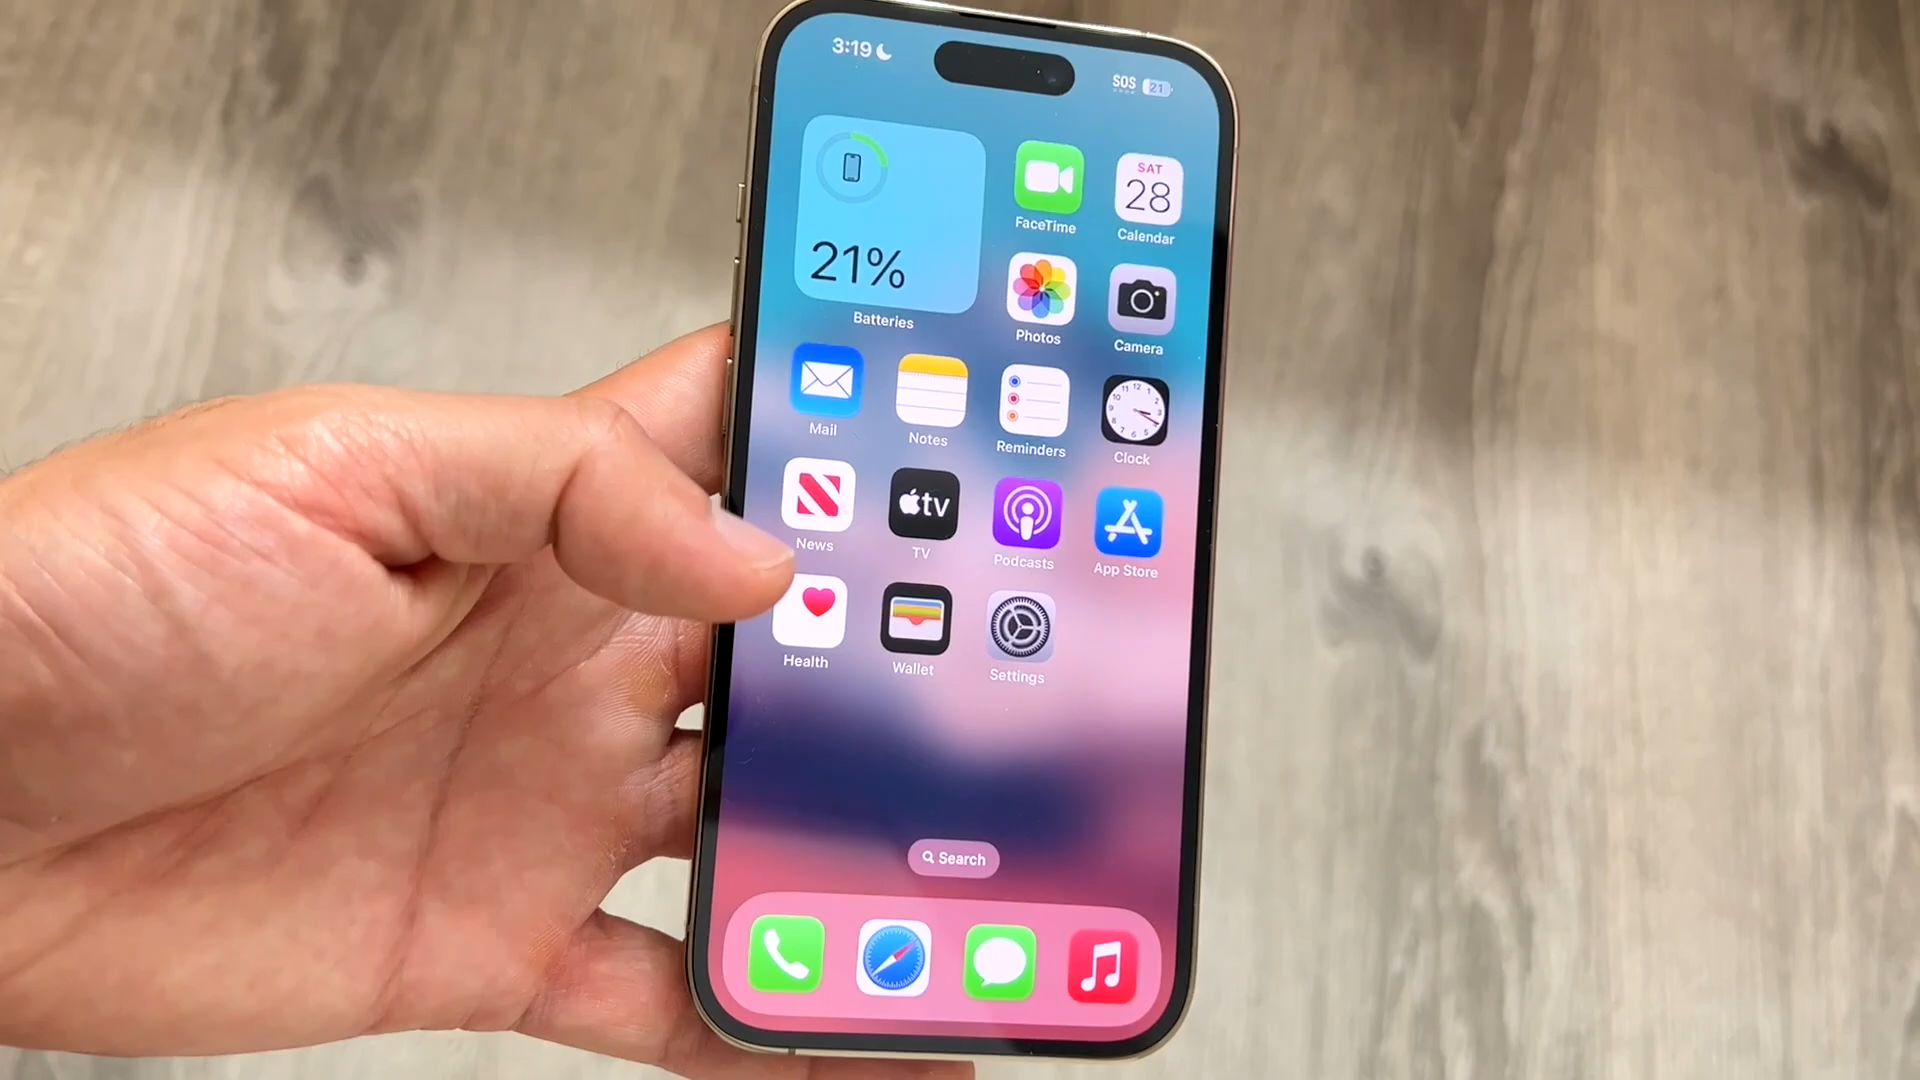 3:19
SOS 21
SAT
28
FaceTime
Calendar
21%
Batteries
Photos
Camera
Mail
Notes
Reminders
Clock
tv
News
TV
Podcasts
App Store
Health
Wallet
Settings
Search